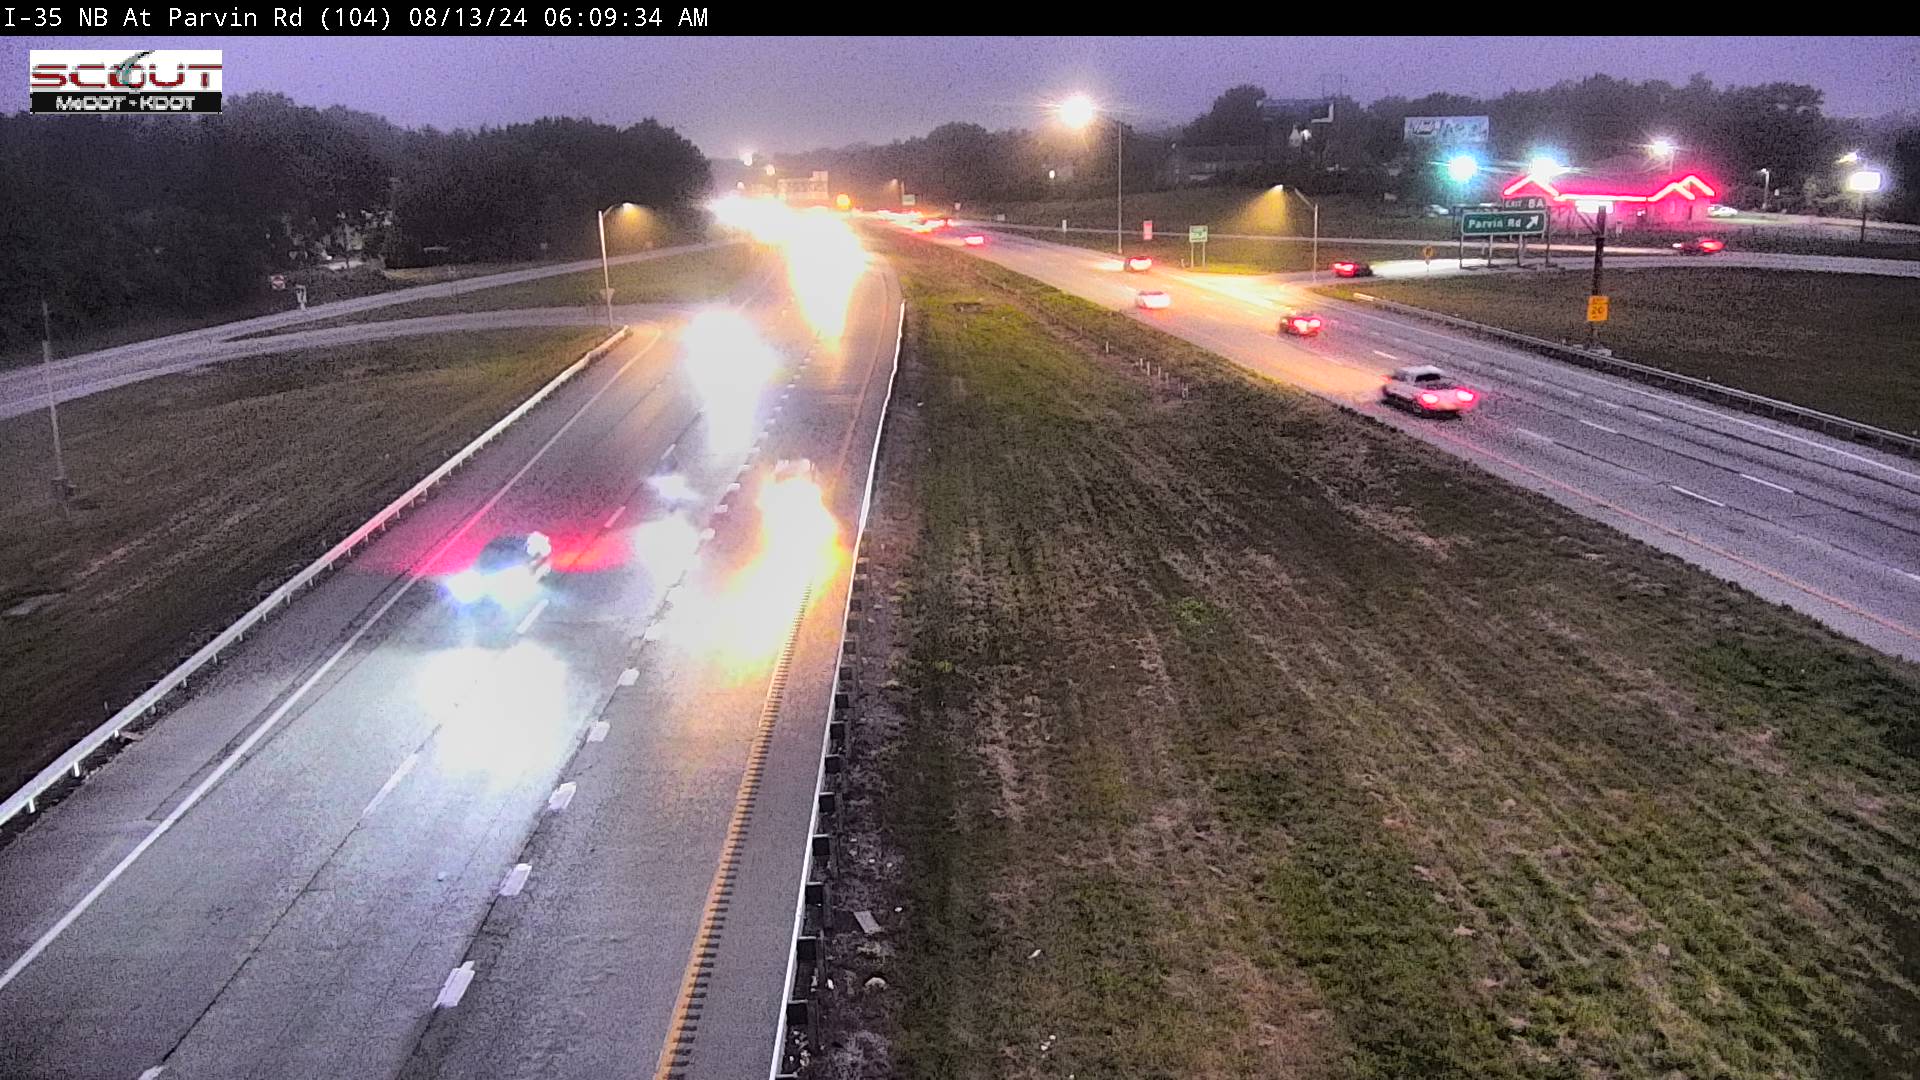 I-35 NB At Parvin Rd (104) 08/13/24 06:09:34 AM
SCOUT
MoDOT - KDOT
EXIT 8A
Parvin Rd
20